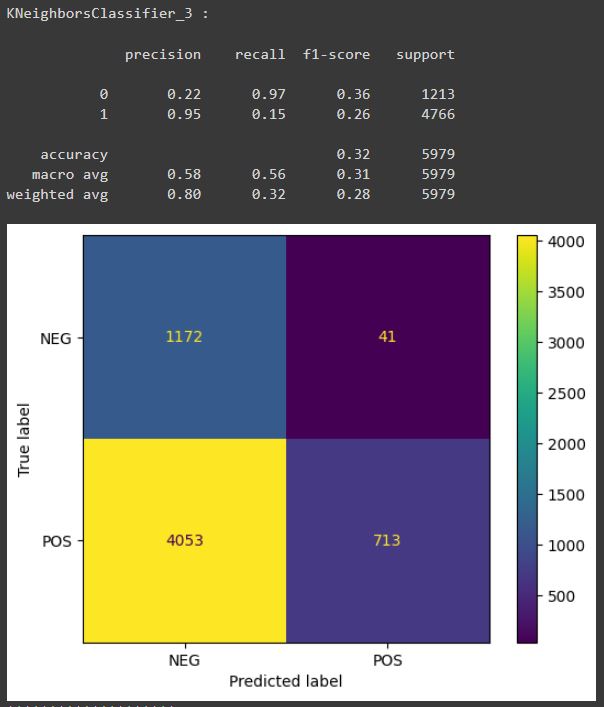 KNeighborsClassifier_3 :
precision recall f1-score support
0 0.22 0.97 0.36 1213
1 0.95 0.15 0.26 4766
accuracy 0.32 5979
macro avg 0.58 0.56 0.31 5979
weighted avg 0.80 0.32 0.28 5979
4000
3500
3000
2500
2000
1500
1000
500
NEG
1172
41
POS
4053
713
True label
NEG
POS
Predicted label